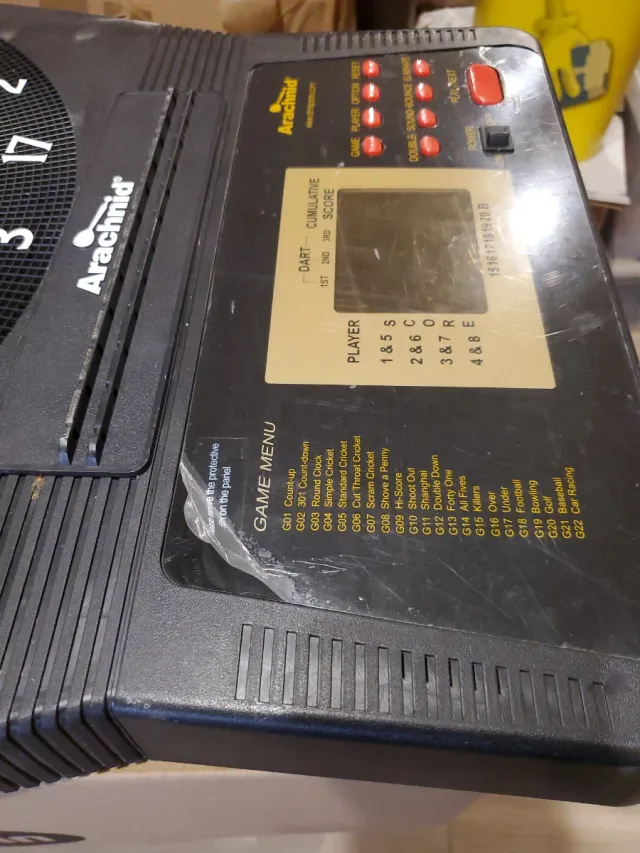 2
17
3
Arachnid
Arachnid
GAME PLAYER OPTION RESET
DOUBLE SOUND BOUNCE ELIMINATE
NEXT
POWER
DART CUMULATIVE
1ST 2ND 3RD SCORE
PLAYER
1 & 5 S
2 & 6 C
O
3 & 7 R
4 & 8 E
15 16 17 18 19 20 B
the protective
on the panel
GAME MENU
G01 Count-up
G02 301 Count-down
G03 Round Clock
G04 Simple Cricket
G05 Standard Cricket
G06 Cut Throat Cricket
G07 Scram Cricket
G08 Shove a Penny
G09 Hi-Score
G10 Shoot Out
G11 Shanghai
G12 Double Down
G13 Forty One
G14 All Fives
G15 Killers
G16 Over
G17 Under
G18 Football
G19 Bowling
G20 Golf
G21 Baseball
G22 Car Racing